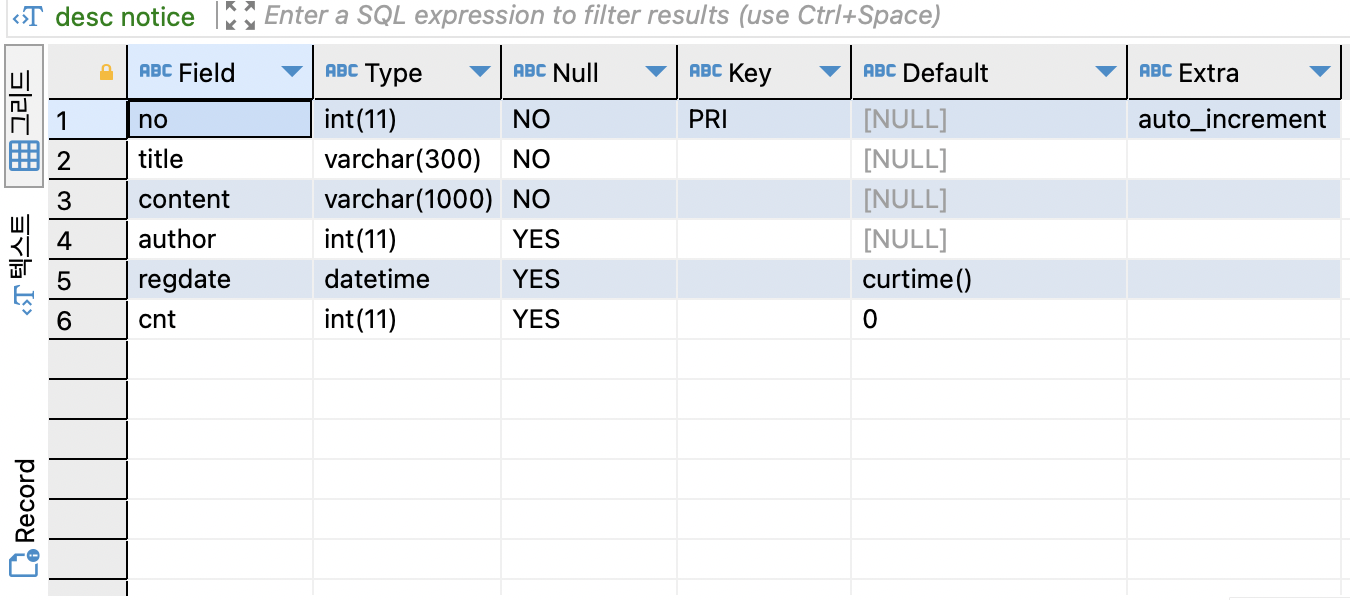 desc notice Enter a SQL expression to filter results (use Ctrl+Space)
그리드
텍스트
Record
ABC Field ABC Type ABC Null ABC Key ABC Default ABC Extra
1 no int(11) NO PRI [NULL] auto_increment
2 title varchar(300) NO [NULL]
3 content varchar(1000) NO [NULL]
4 author int(11) YES [NULL]
5 regdate datetime YES curtime()
6 cnt int(11) YES 0